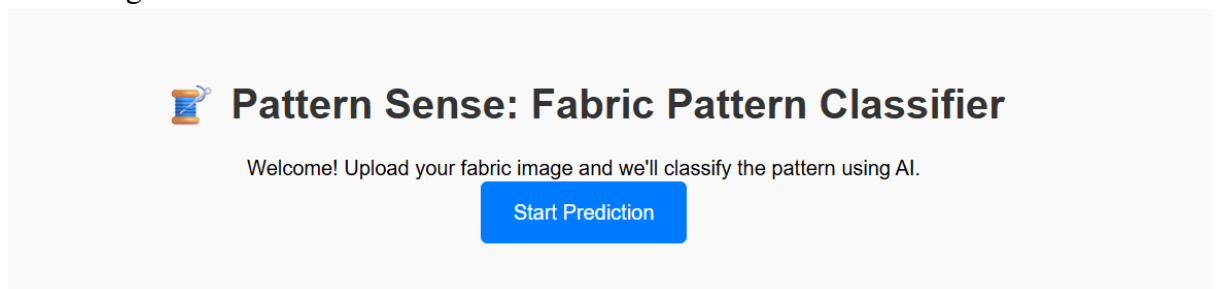 Pattern Sense: Fabric Pattern Classifier
Welcome! Upload your fabric image and we'll classify the pattern using AI.
Start Prediction